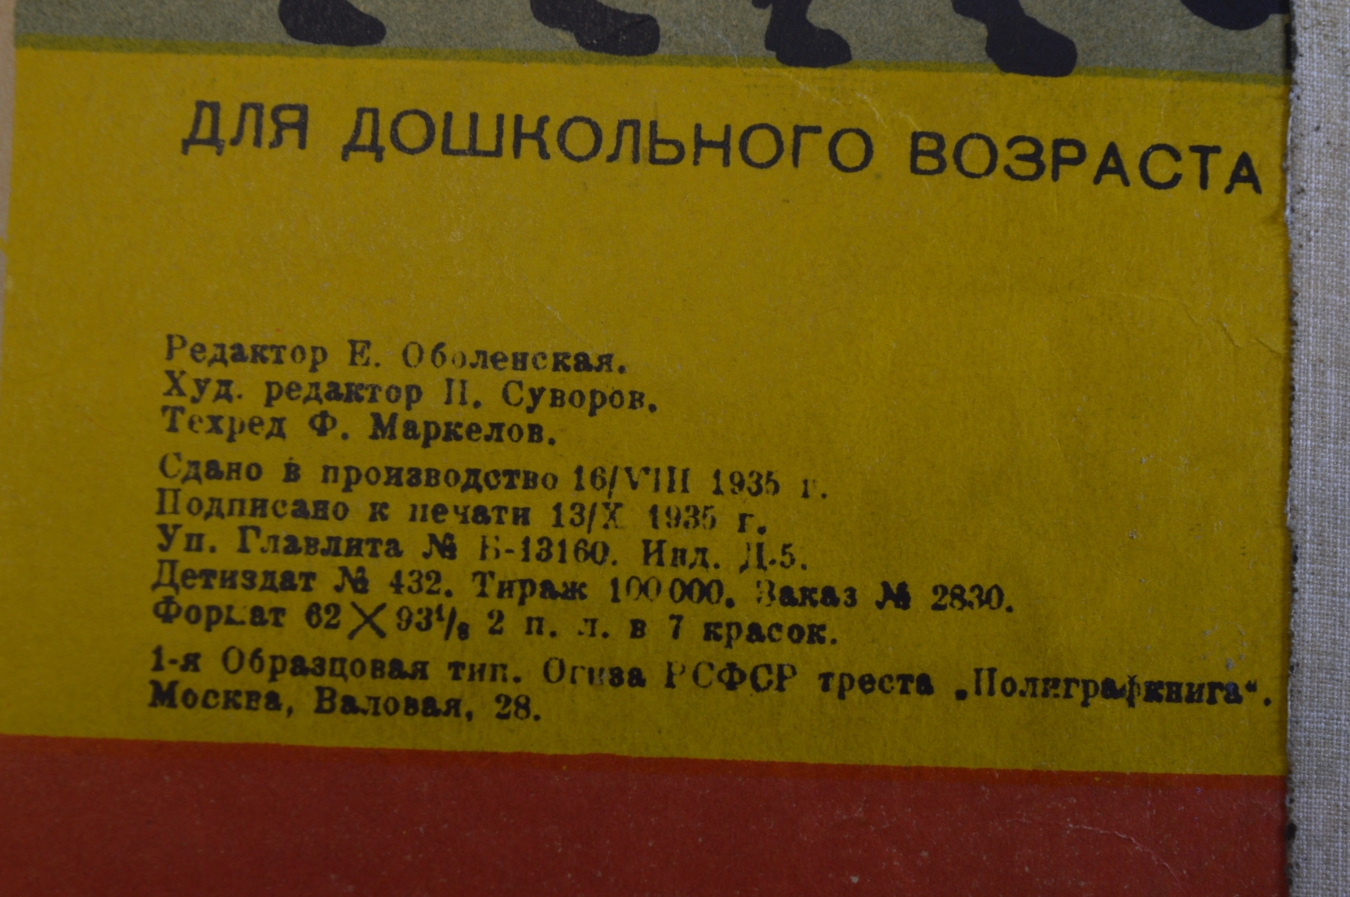 ДЛЯ ДОШКОЛЬНОГО ВОЗРАСТА
Редактор Е. Оболенская.
Худ. редактор П. Суворов.
Техред Ф. Маркелов.
Сдано в производство 16/VIII 1935 г.
Подписано к печати 13/X 1935 г.
Уп. Главлита № Б-13160. Инд. Д-5.
Детиздат № 432. Тираж 100 000. Заказ № 2830.
Формат 62×93¹/₈ 2 п. л. в 7 красок.
1-я Образцовая тип. Огиза РСФСР треста „Полиграфкнига“.
Москва, Валовая, 28.